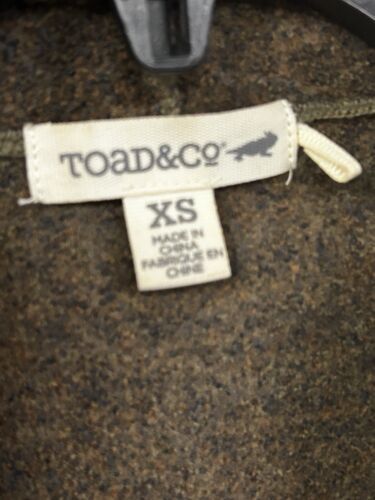 TOAD&CO
XS
MADE IN
CHINA
FABRIQUE EN
CHINE